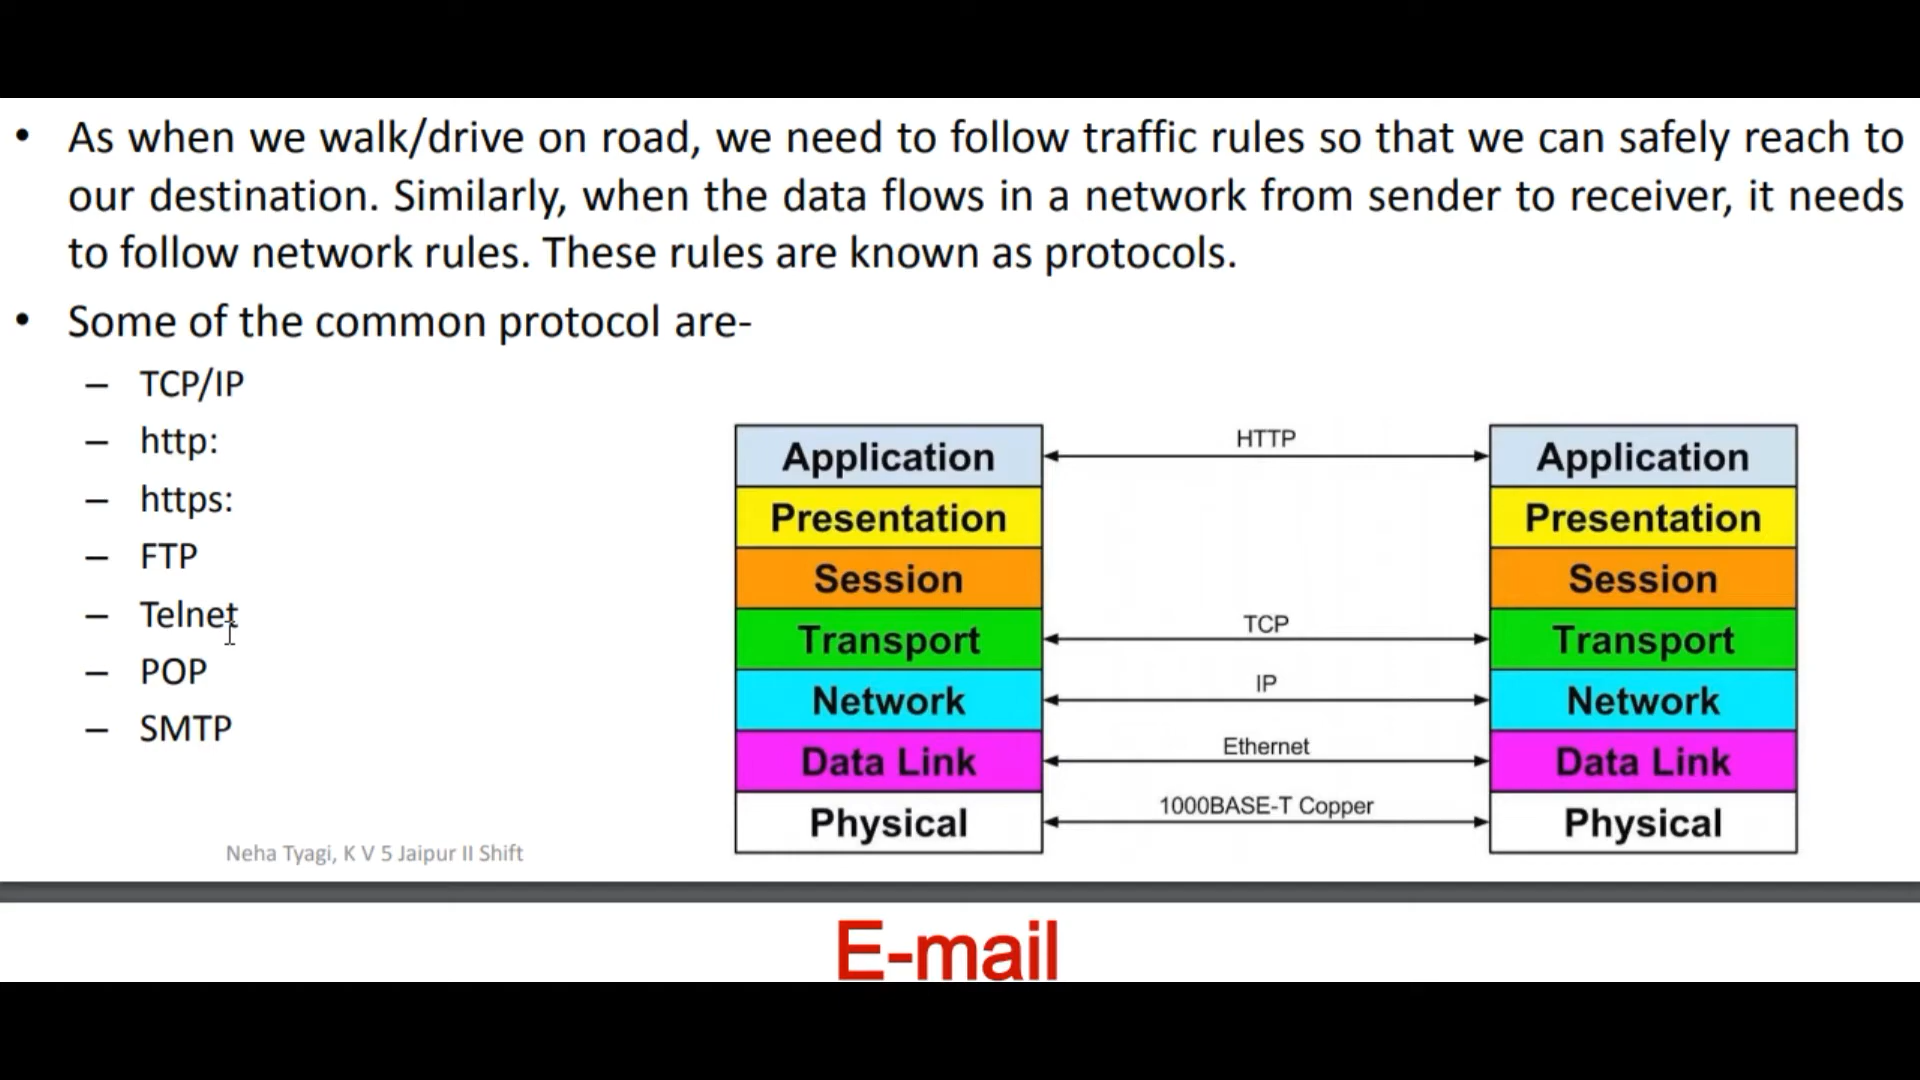 • As when we walk/drive on road, we need to follow traffic rules so that we can safely reach to
our destination. Similarly, when the data flows in a network from sender to receiver, it needs
to follow network rules. These rules are known as protocols.
• Some of the common protocol are-
– TCP/IP
– http:
– https:
– FTP
– Telnet
– POP
– SMTP
Application HTTP Application
Presentation Presentation
Session Session
Transport TCP Transport
Network IP Network
Data Link Ethernet Data Link
Physical 1000BASE-T Copper Physical
Neha Tyagi, K V 5 Jaipur II Shift
E-mail